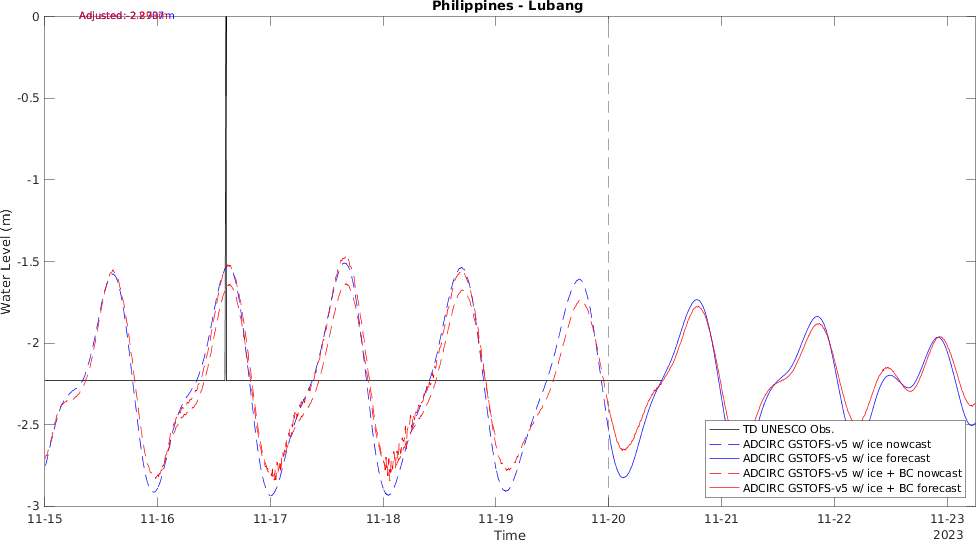 Philippines - Lubang
Adjusted:
0
-0.5
-1
-1.5
-2
-2.5
-3
Water Level (m)
11-15
11-16
11-17
11-18
11-19
11-20
11-21
11-22
11-23
2023
Time
TD UNESCO Obs.
ADCIRC GSTOFS-v5 w/ ice nowcast
ADCIRC GSTOFS-v5 w/ ice forecast
ADCIRC GSTOFS-v5 w/ ice + BC nowcast
ADCIRC GSTOFS-v5 w/ ice + BC forecast